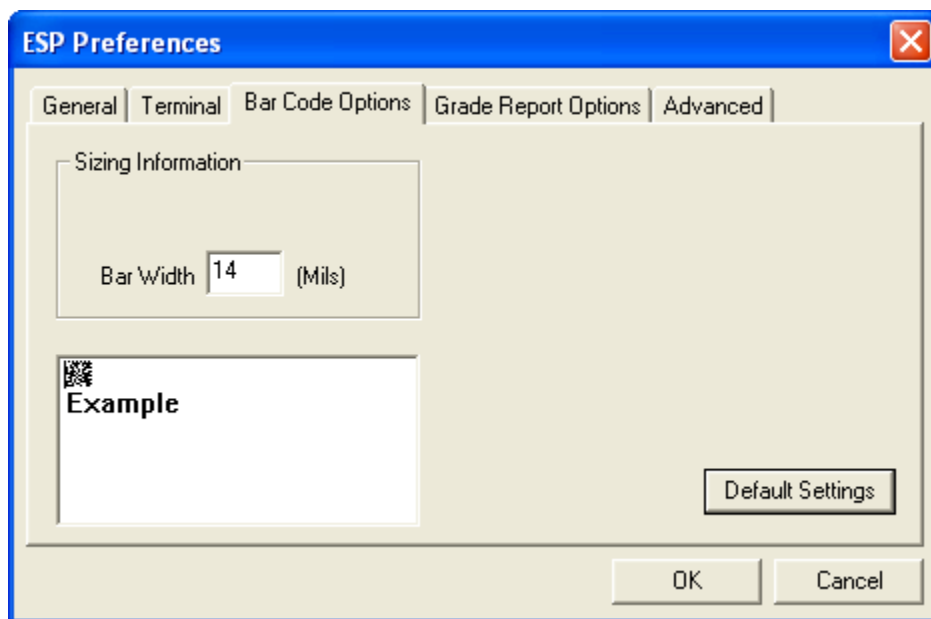 ESP Preferences
General Terminal Bar Code Options Grade Report Options Advanced
Sizing Information
Bar Width 14 (Mils)
Example
Default Settings
OK Cancel